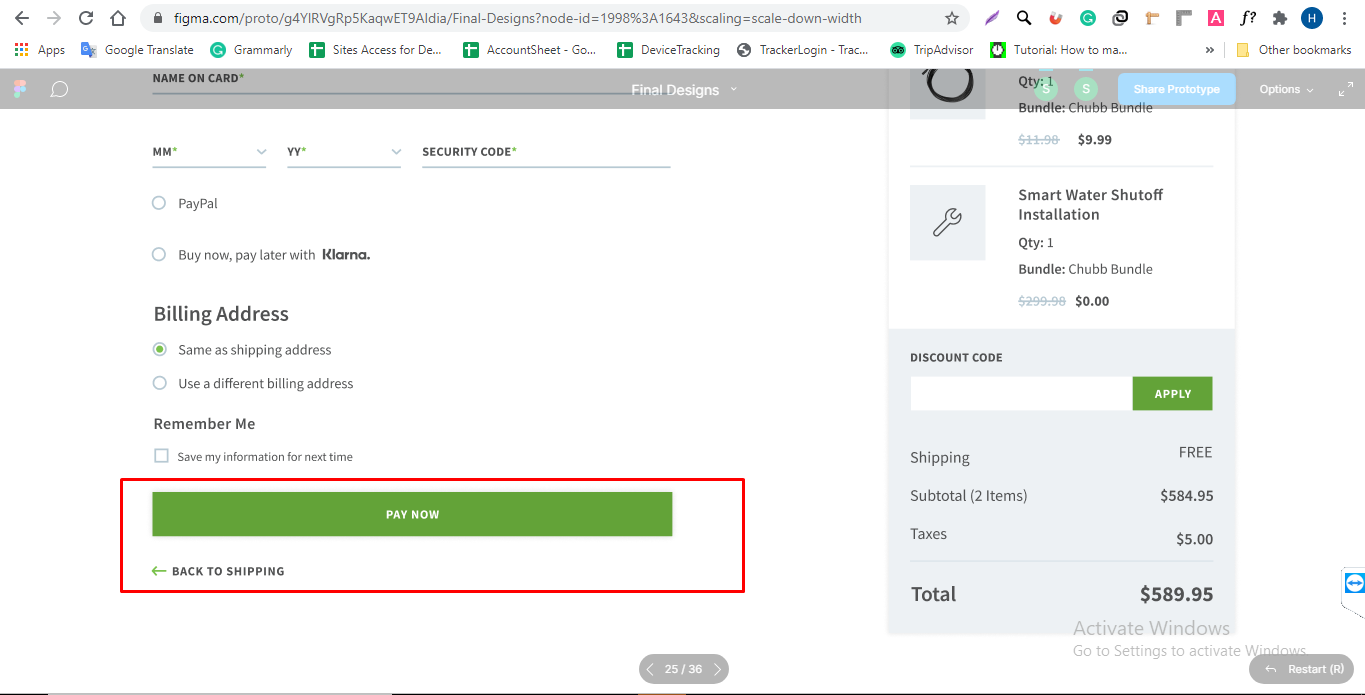 figma.com/proto/g4YlRVgRp5KaqwET9Aldia/Final-Designs?node-id=1998%3A1643&scaling=scale-down-width
A
f?
H
Apps
Google Translate
Grammarly
Sites Access for De...
AccountSheet - Go...
DeviceTracking
TrackerLogin - Trac...
TripAdvisor
Tutorial: How to ma...
»
Other bookmarks
Final Designs
S
S
Share Prototype
Options
NAME ON CARD*
MM*
YY*
SECURITY CODE*
PayPal
Buy now, pay later with Klarna.
Billing Address
Same as shipping address
Use a different billing address
Remember Me
Save my information for next time
PAY NOW
BACK TO SHIPPING
Qty: 1
Bundle: Chubb Bundle
$11.98 $9.99
Smart Water Shutoff
Installation
Qty: 1
Bundle: Chubb Bundle
$299.98 $0.00
DISCOUNT CODE
APPLY
Shipping FREE
Subtotal (2 Items) $584.95
Taxes $5.00
Total $589.95
Activate Windows
Go to Settings to activate Windows.
25 / 36
Restart (R)